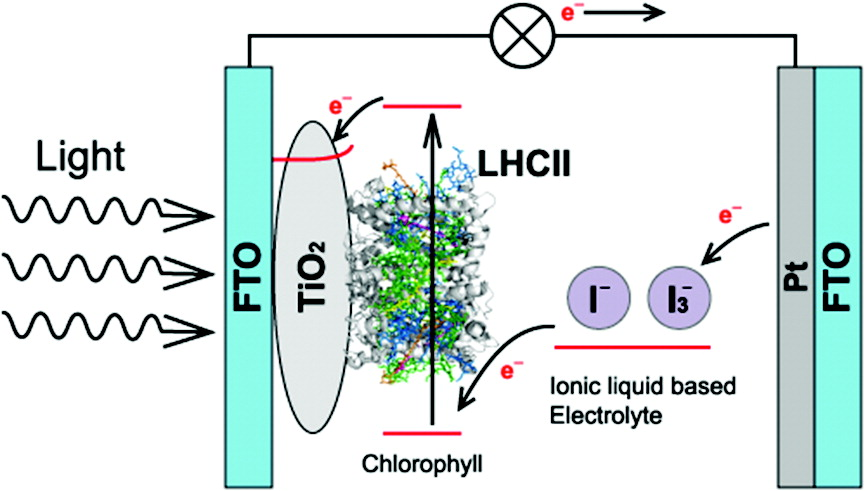 e⁻
e⁻
Light
LHCII
FTO
TiO₂
e⁻
I⁻
I₃⁻
Pt
FTO
e⁻
Ionic liquid based
Electrolyte
Chlorophyll